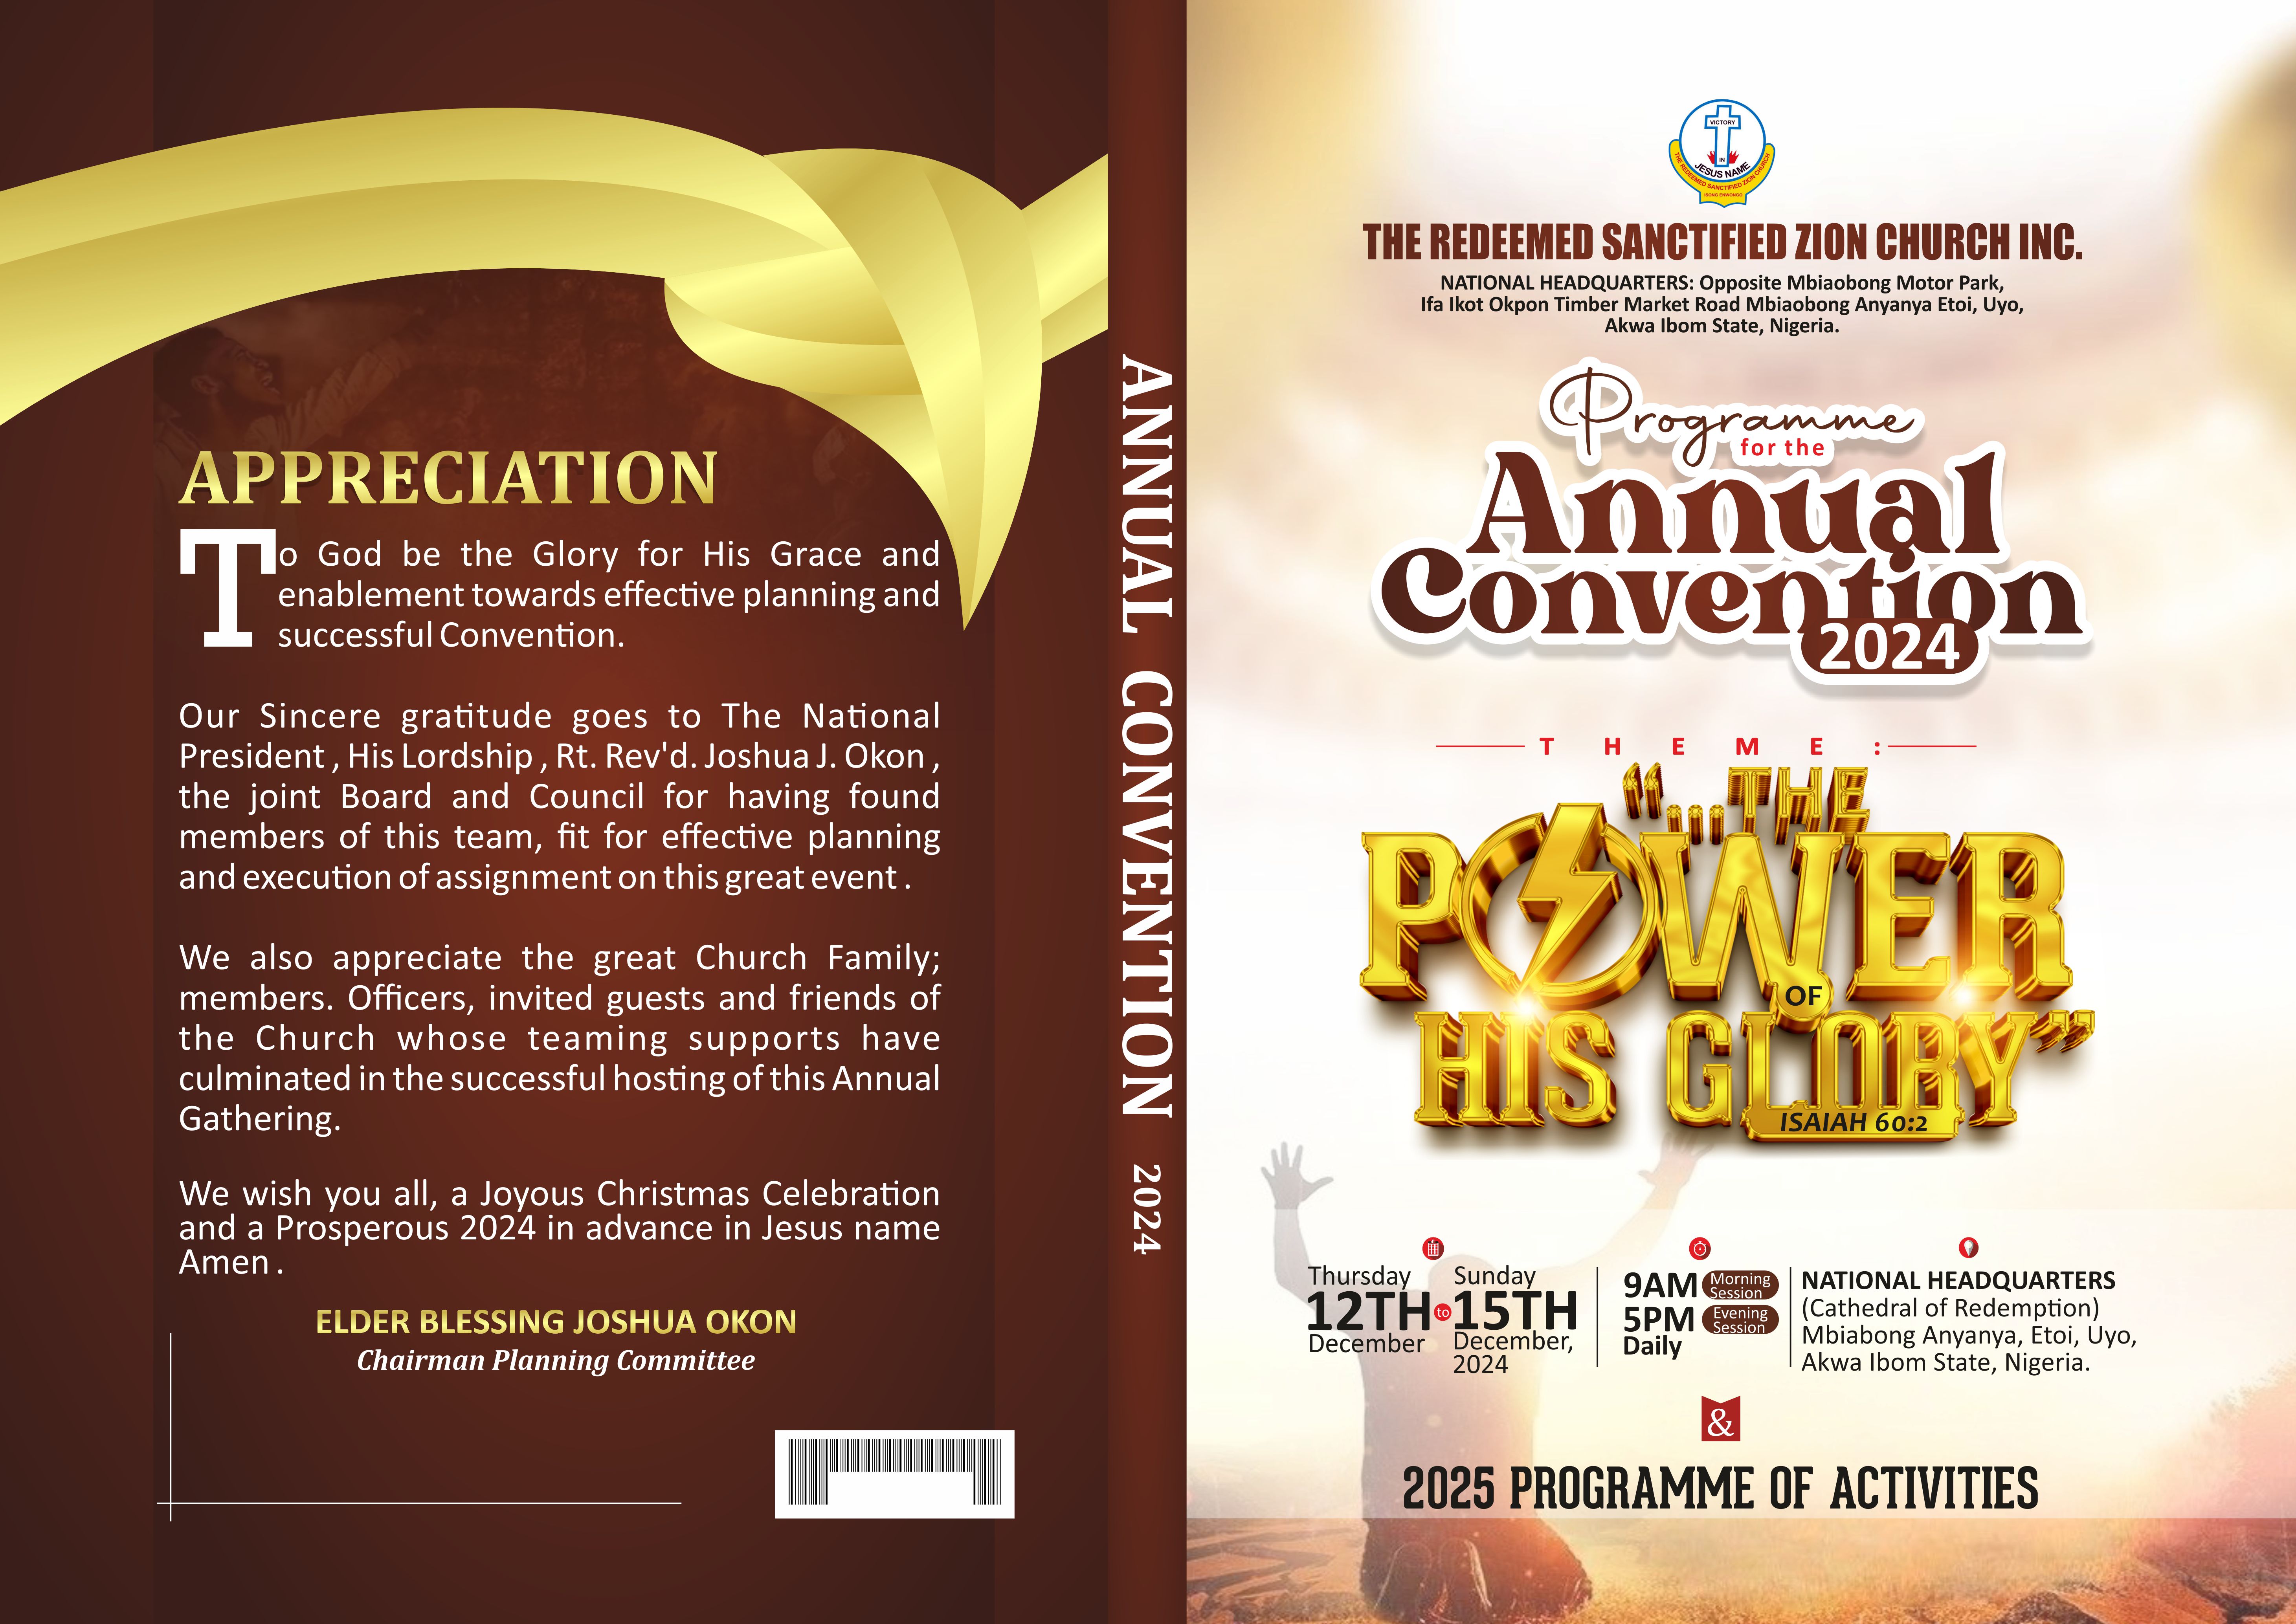 APPRECIATION
To God be the Glory for His Grace and
enablement towards effective planning and
successful Convention.
Our Sincere gratitude goes to The National
President , His Lordship , Rt. Rev'd. Joshua J. Okon ,
the joint Board and Council for having found
members of this team, fit for effective planning
and execution of assignment on this great event .
We also appreciate the great Church Family;
members. Officers, invited guests and friends of
the Church whose teaming supports have
culminated in the successful hosting of this Annual
Gathering.
We wish you all, a Joyous Christmas Celebration
and a Prosperous 2024 in advance in Jesus name
Amen .
ELDER BLESSING JOSHUA OKON
Chairman Planning Committee
ANNUAL CONVENTION 2024
VICTORY
IN
JESUS NAME
THE REDEEMED SANCTIFIED ZION CHURCH
THE REDEEMED SANCTIFIED ZION CHURCH INC.
NATIONAL HEADQUARTERS: Opposite Mbiaobong Motor Park,
Ifa Ikot Okpon Timber Market Road Mbiaobong Anyanya Etoi, Uyo,
Akwa Ibom State, Nigeria.
Programme
for the
Annual
Convention
2024
THEME:
“...THE
POWER
OF
HIS GLORY”
ISAIAH 60:2
Thursday
12TH
December
to
Sunday
15TH
December,
2024
9AM Morning Session
5PM Evening Session
Daily
NATIONAL HEADQUARTERS
(Cathedral of Redemption)
Mbiabong Anyanya, Etoi, Uyo,
Akwa Ibom State, Nigeria.
&
2025 PROGRAMME OF ACTIVITIES